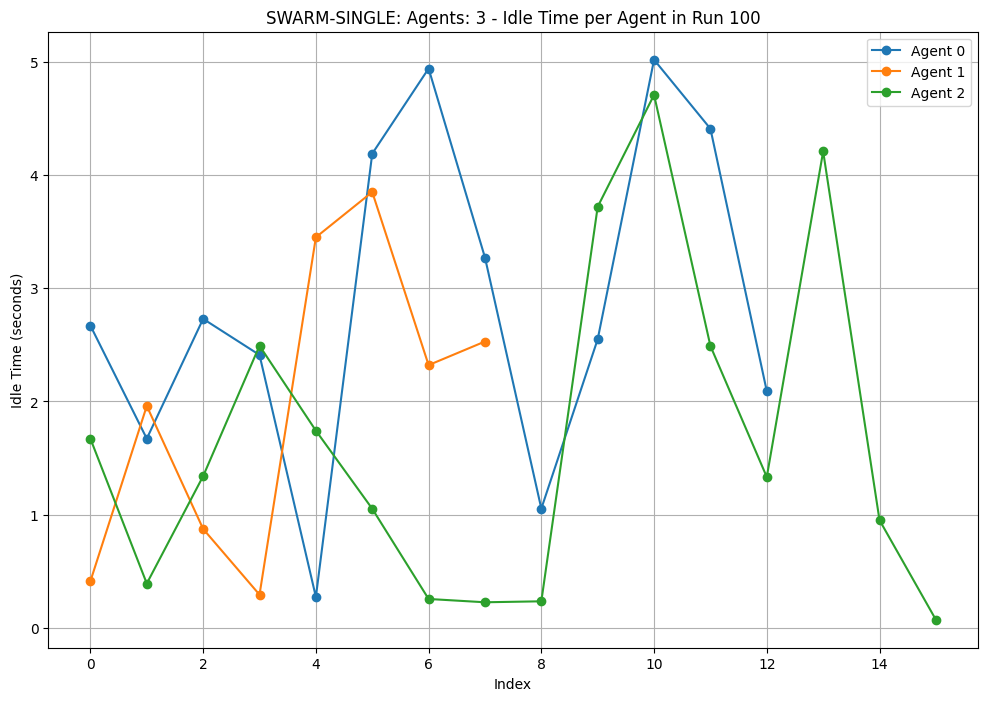 SWARM-SINGLE: Agents: 3 - Idle Time per Agent in Run 100
Agent 0
Agent 1
Agent 2
Idle Time (seconds)
5
4
3
2
1
0
0 2 4 6 8 10 12 14
Index